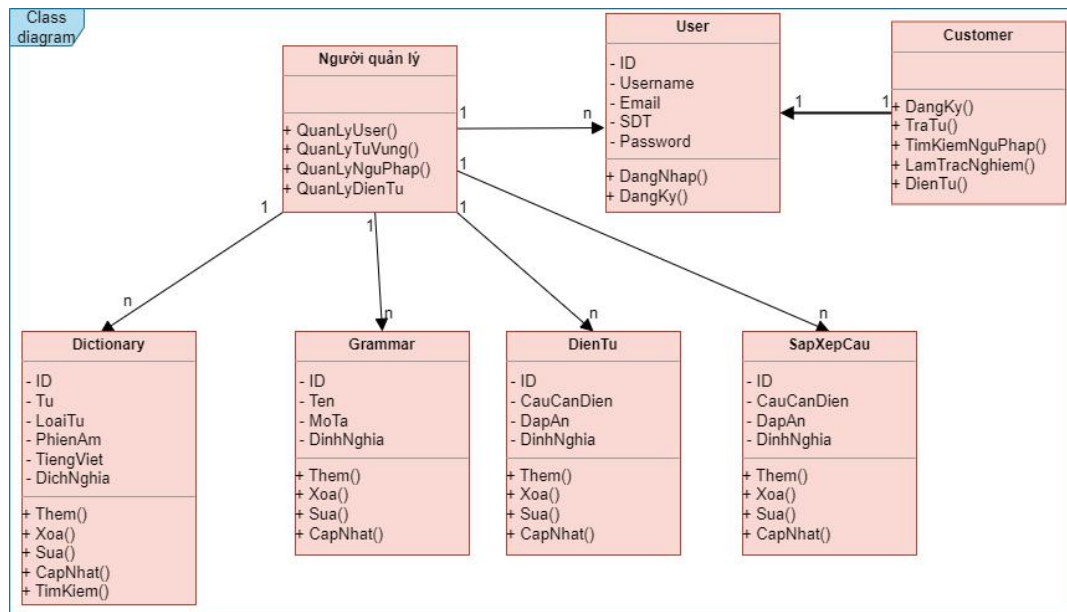 Class
diagram
Người quản lý
+ QuanLyUser()
+ QuanLyTuVung()
+ QuanLyNguPhap()
+ QuanLyDienTu
User
- ID
- Username
- Email
- SDT
- Password
+ DangNhap()
+ DangKy()
Customer
+ DangKy()
+ TraTu()
+ TimKiemNguPhap()
+ LamTracNghiem()
+ DienTu()
1
n
1
1
1
1
1
1
n
n
n
n
Dictionary
- ID
- Tu
- LoaiTu
- PhienAm
- TiengViet
- DichNghia
+ Them()
+ Xoa()
+ Sua()
+ CapNhat()
+ TimKiem()
Grammar
- ID
- Ten
- MoTa
- DinhNghia
+ Them()
+ Xoa()
+ Sua()
+ CapNhat()
DienTu
- ID
- CauCanDien
- DapAn
- DinhNghia
+ Them()
+ Xoa()
+ Sua()
+ CapNhat()
SapXepCau
- ID
- CauCanDien
- DapAn
- DinhNghia
+ Them()
+ Xoa()
+ Sua()
+ CapNhat()